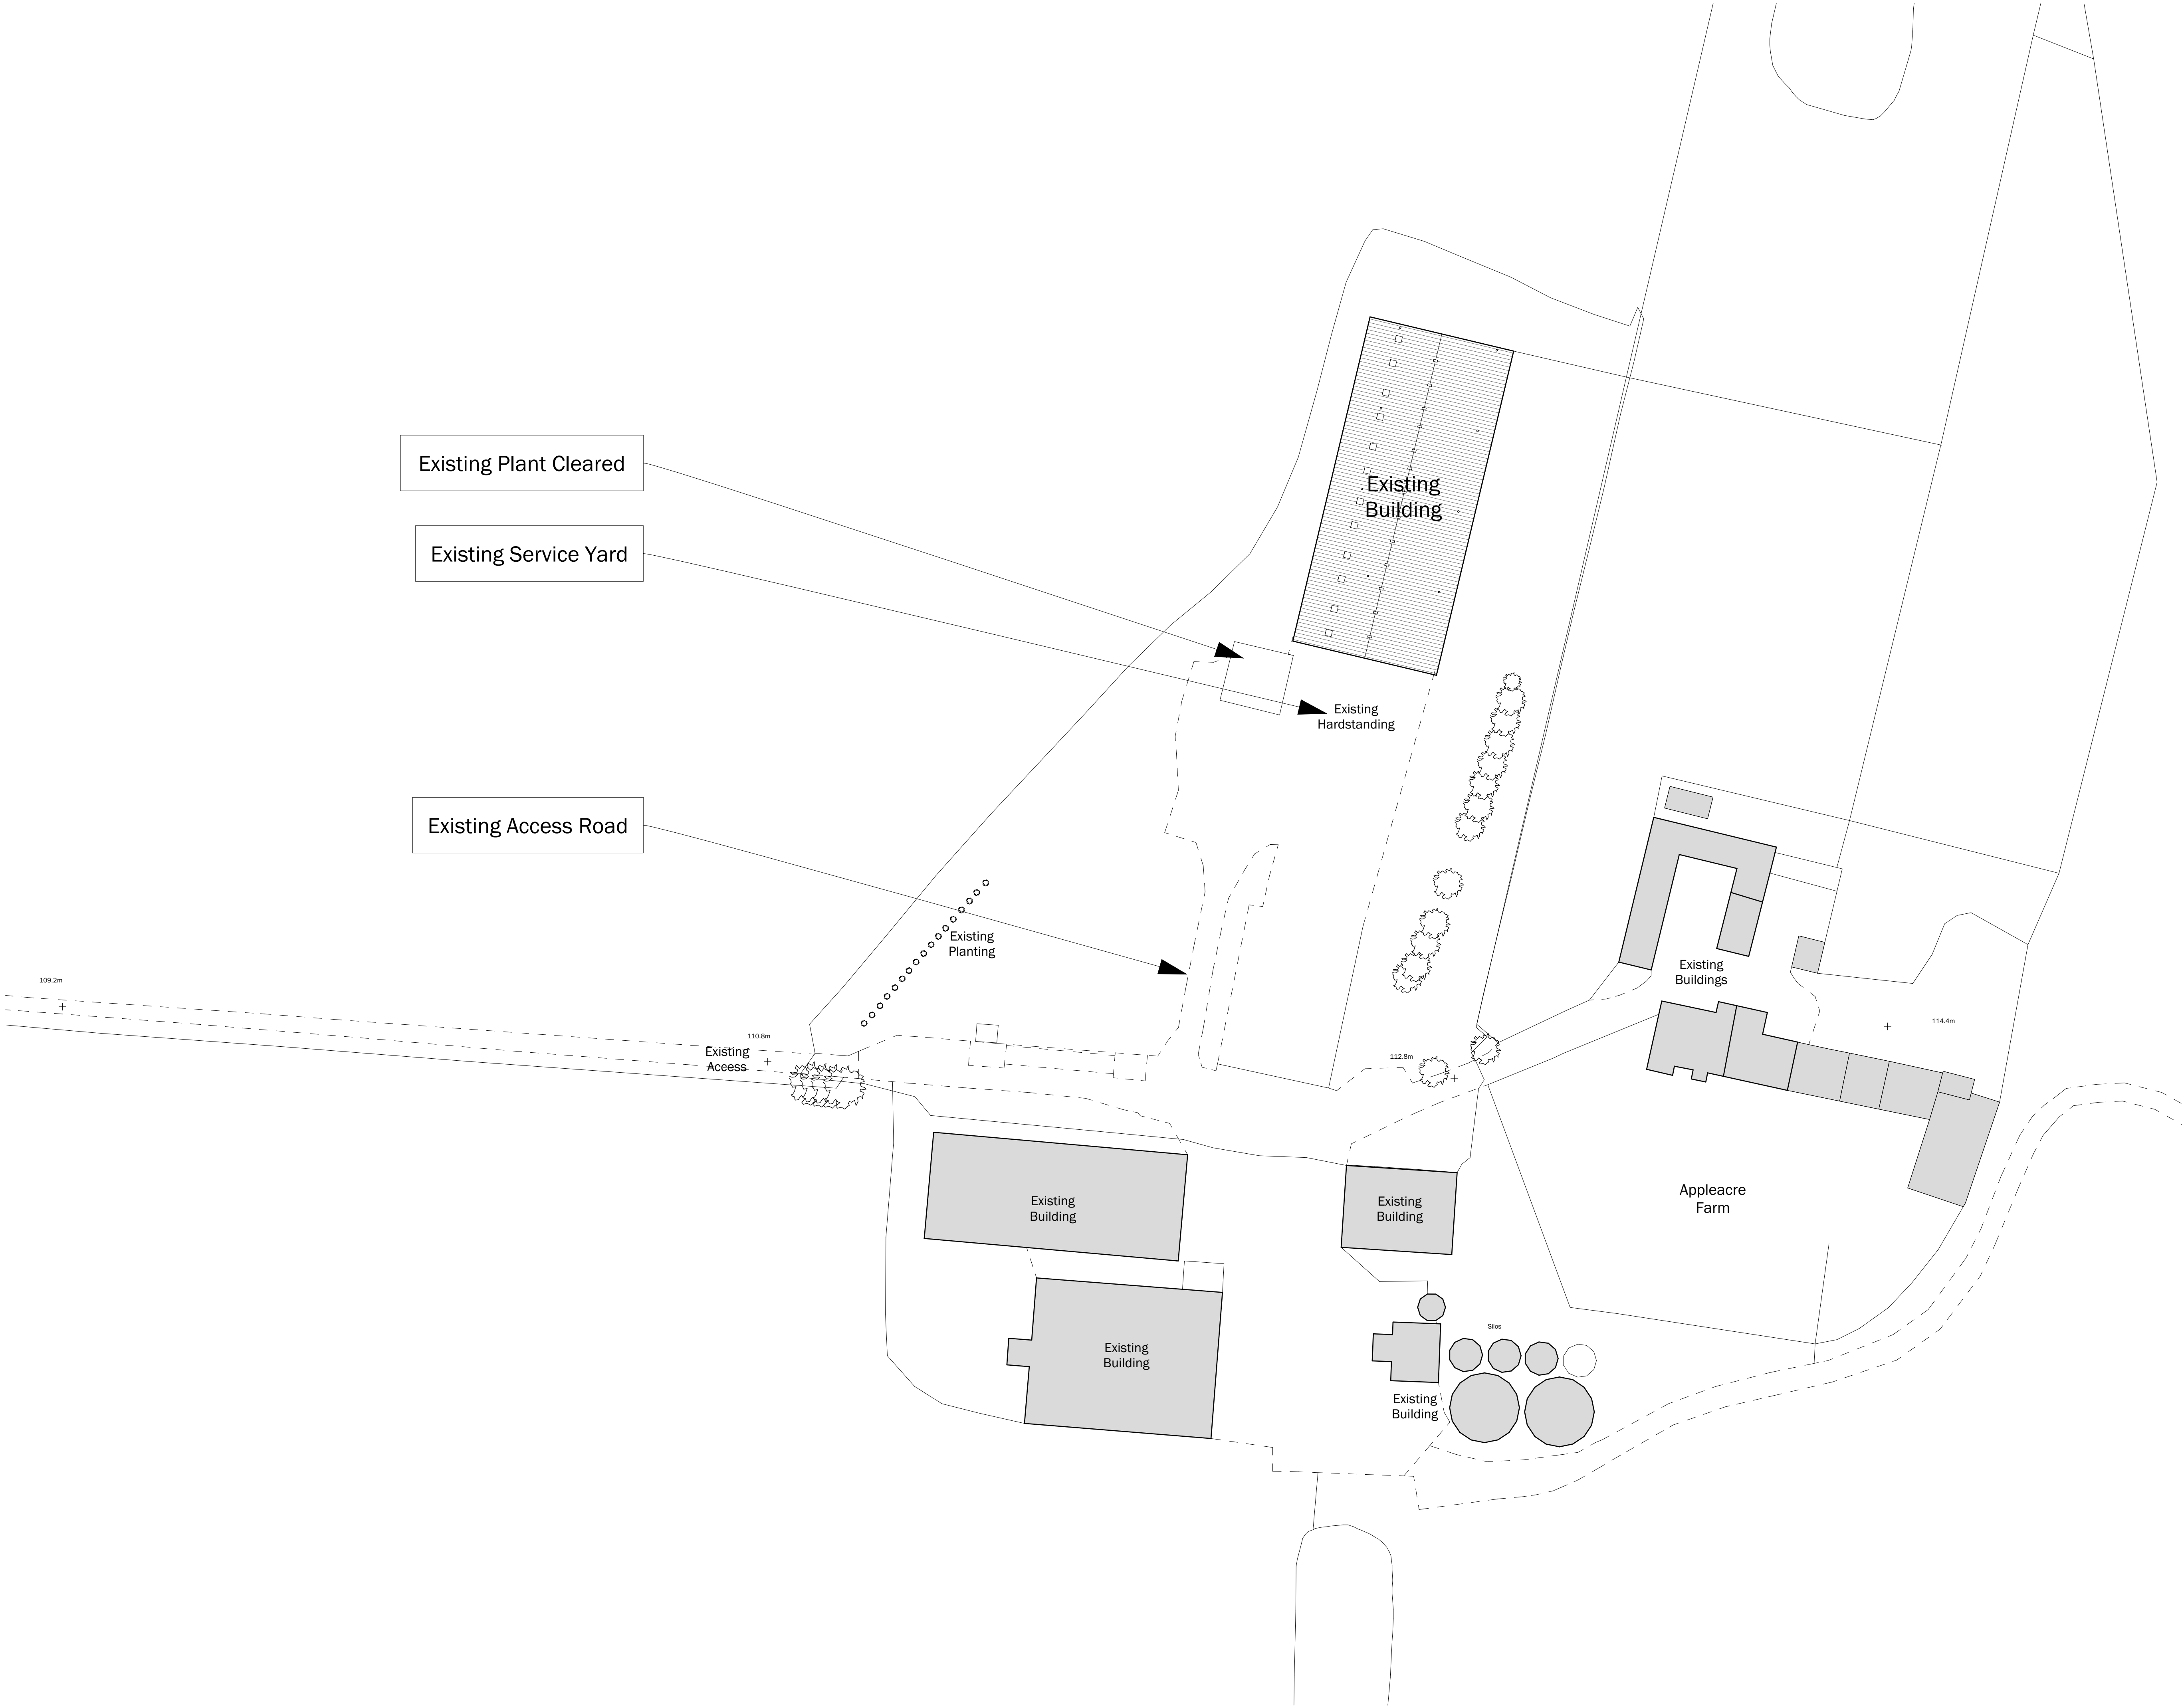 Existing Plant Cleared
Existing
Building
Existing Service Yard
Existing
Hardstanding
Existing Access Road
Existing
Planting
Existing
Buildings
109.2m
110.8m
Existing
Access
112.8m
114.4m
Existing
Building
Existing
Building
Appleacre
Farm
Existing
Building
Silos
Existing
Building